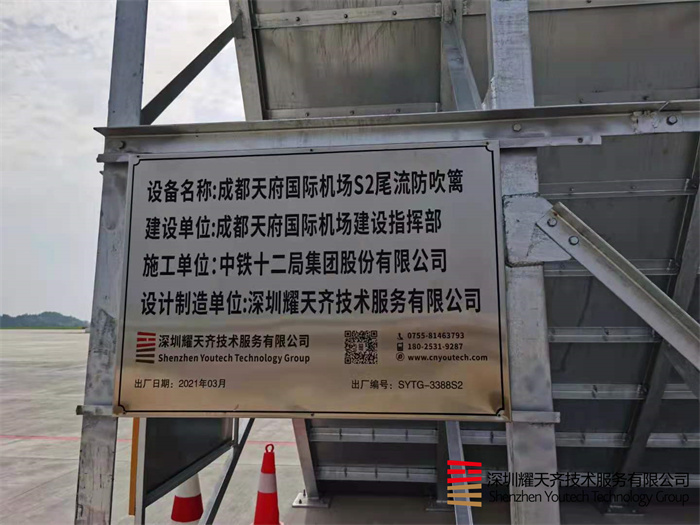 设备名称:成都天府国际机场S2尾流防吹篱
建设单位:成都天府国际机场建设指挥部
施工单位:中铁十二局集团股份有限公司
设计制造单位:深圳耀天齐技术服务有限公司
深圳耀天齐技术服务有限公司
Shenzhen Youtech Technology Group
0755-81463793
180-2531-9287
www.cnyoutech.com
出厂日期:2021年03月
出厂编号:SYTG-3388S2
深圳耀天齐技术服务有限公司
Shenzhen Youtech Technology Group